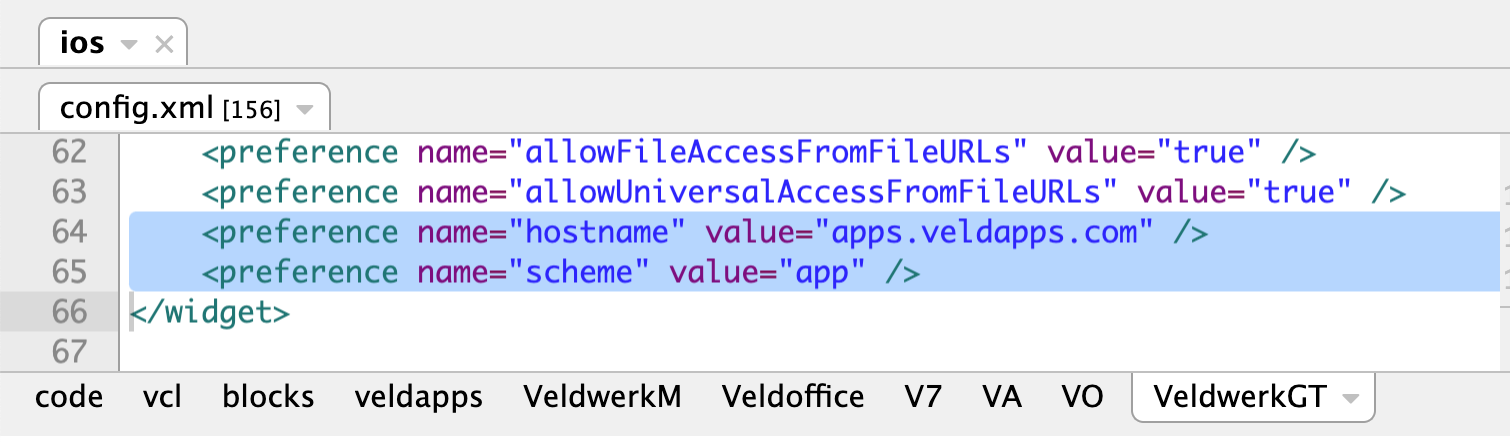 ios
config.xml [156]
62 <preference name="allowFileAccessFromFileURLs" value="true" />
63 <preference name="allowUniversalAccessFromFileURLs" value="true" />
64 <preference name="hostname" value="apps.veldapps.com" />
65 <preference name="scheme" value="app" />
66 </widget>
67
code vcl blocks veldapps VeldwerkM Veldoffice V7 VA VO VeldwerkGT